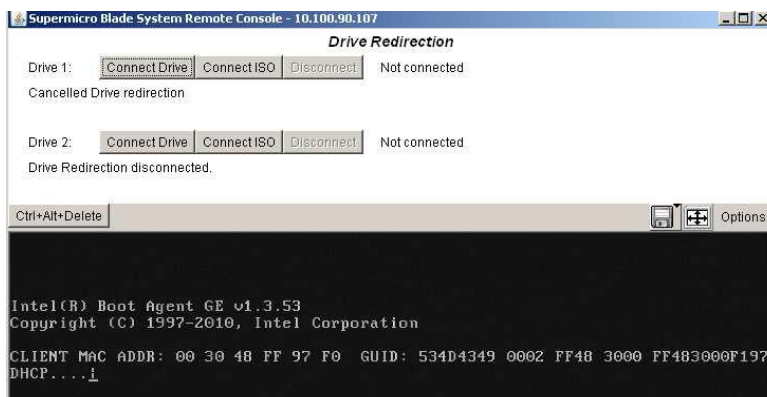 Supermicro Blade System Remote Console - 10.100.90.107
Drive Redirection
Drive 1: Connect Drive Connect ISO Disconnect Not connected
Cancelled Drive redirection
Drive 2: Connect Drive Connect ISO Disconnect Not connected
Drive Redirection disconnected.
Ctrl+Alt+Delete Options
Intel(R) Boot Agent GE v1.3.53
Copyright (C) 1997-2010, Intel Corporation
CLIENT MAC ADDR: 00 30 48 FF 97 F0 GUID: 534D4349 0002 FF48 3000 FF483000F197
DHCP....